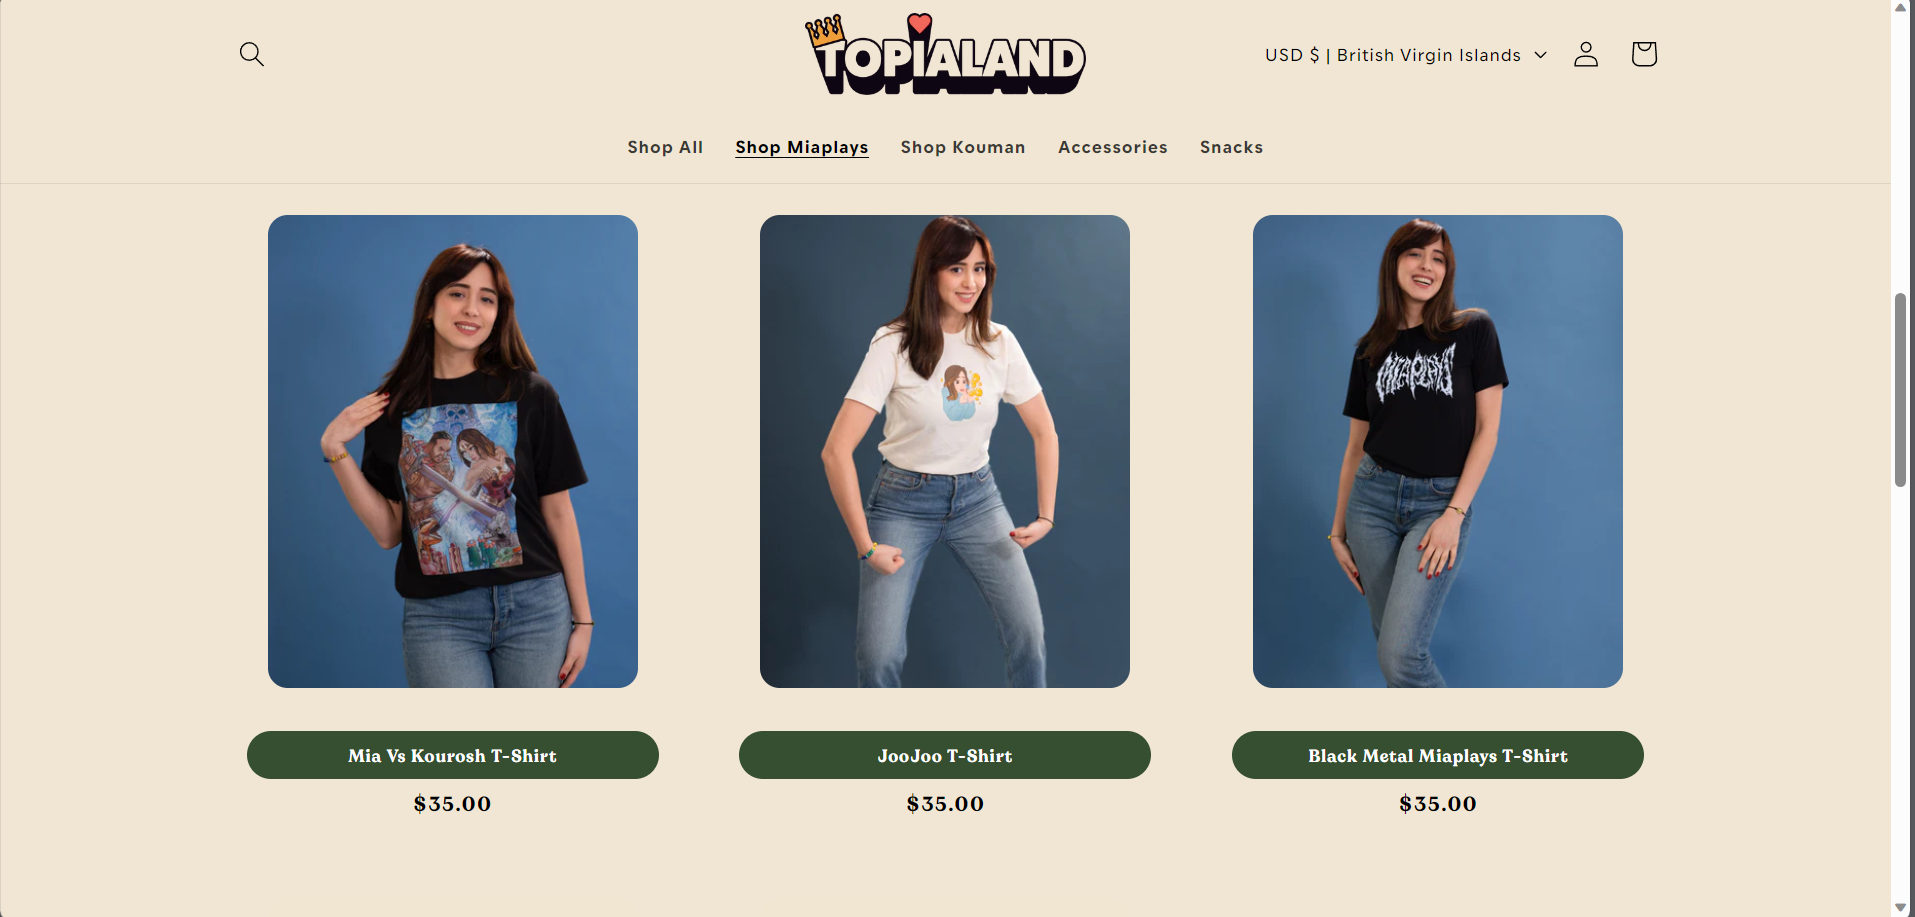 TOPIALAND
USD $ | British Virgin Islands
Shop All Shop Miaplays Shop Kouman Accessories Snacks
MIAPLAYS
Mia Vs Kourosh T-Shirt
JooJoo T-Shirt
Black Metal Miaplays T-Shirt
$35.00
$35.00
$35.00